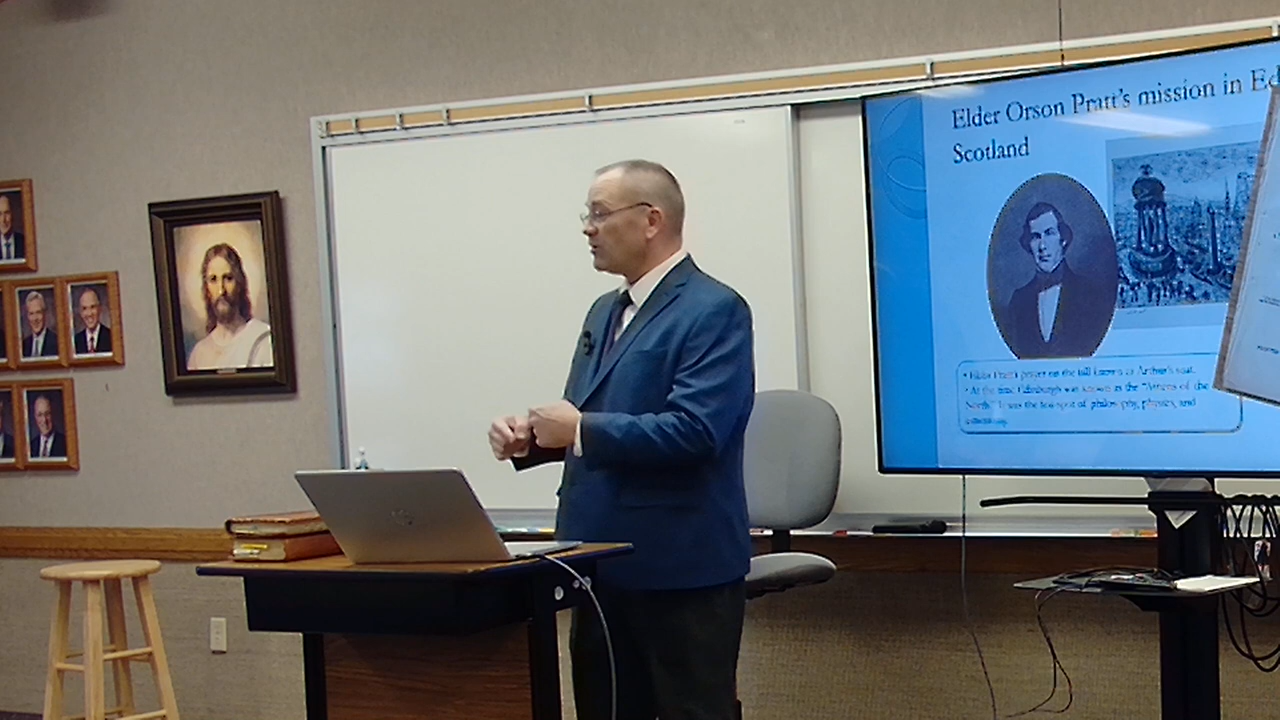 Elder Orson Pratt's mission in Ed
Scotland
• Elder Pratt's prayer on the hill known as Arthur's seat.
• At the time Edinburgh was known as the "Athens of the
North." It was the hot-spot of philosophy, physics, and